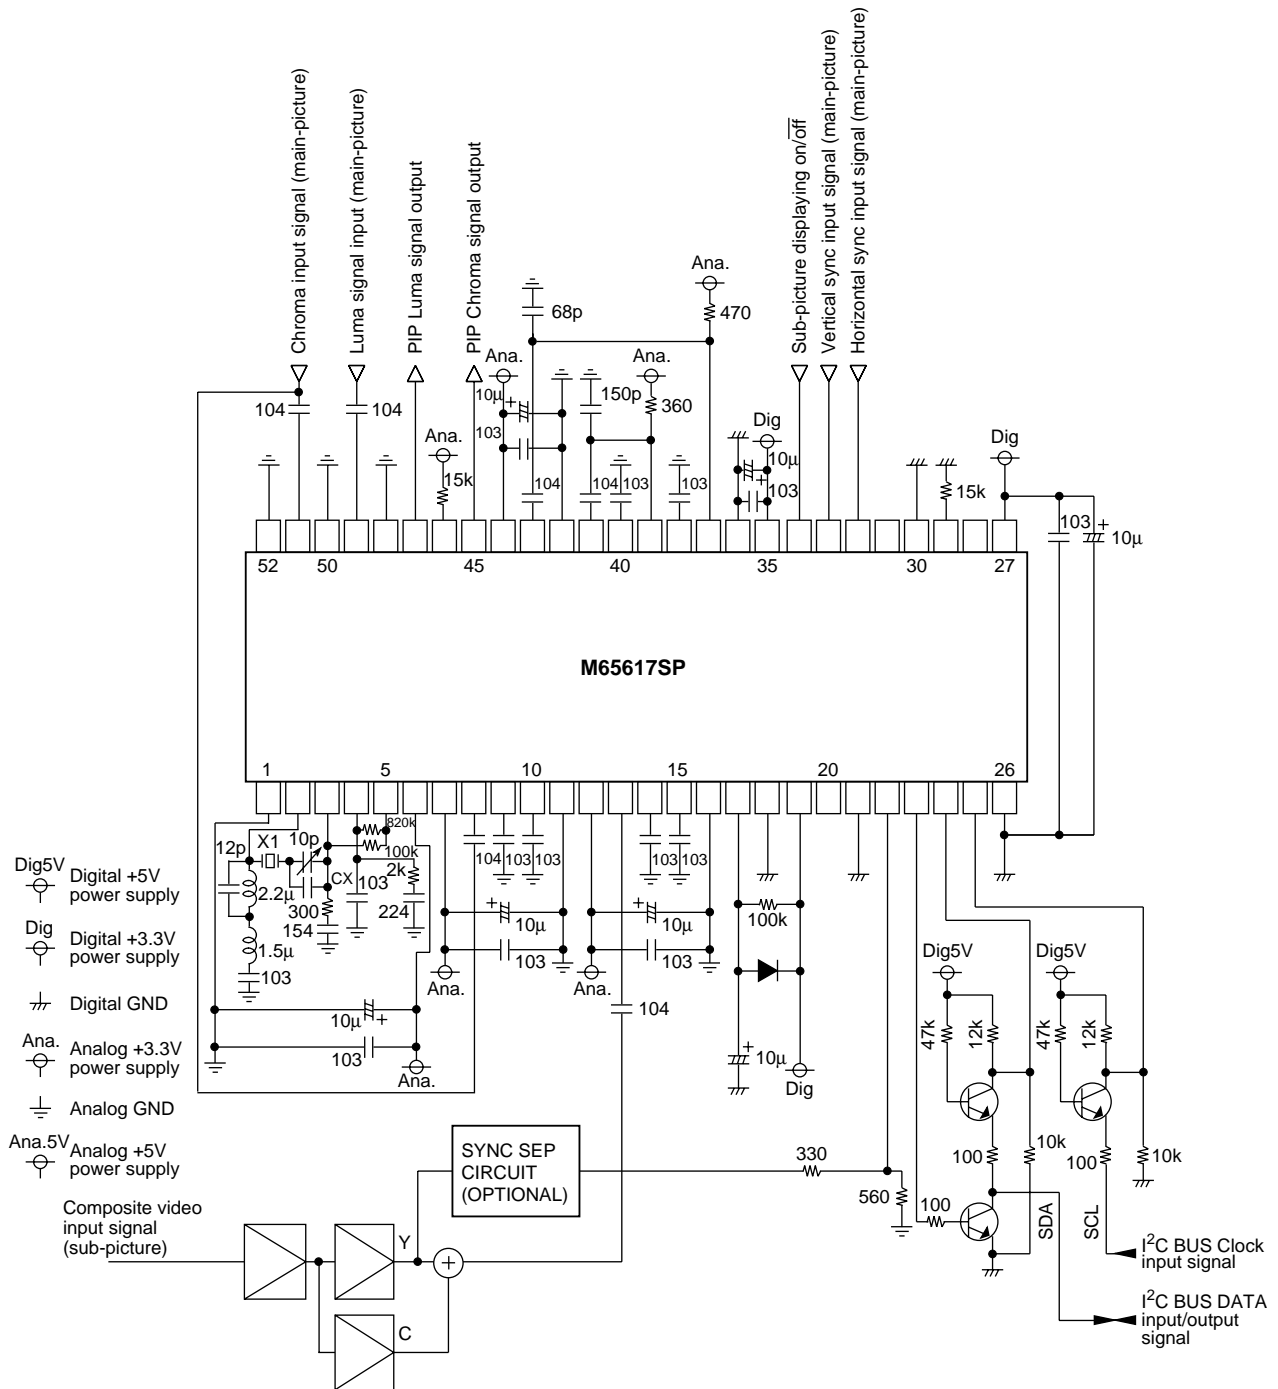 Chroma input signal (main-picture)
Luma signal input (main-picture)
PIP Luma signal output
PIP Chroma signal output
Sub-picture displaying on/off
Vertical sync input signal (main-picture)
Horizontal sync input signal (main-picture)
Ana.
68p
470
Ana.
Ana.
104
104
10µ
+
150p
360
Ana.
103
Dig
Dig
15k
10µ
104
104
103
103
+
103
15k
103
+
10µ
52
50
45
40
35
30
27
M65617SP
1
5
10
15
20
26
820k
12p
X1
10p
100k
104
103
103
103
103
CX
103
2k
2.2µ
300
224
154
+
10µ
+
10µ
100k
1.5µ
103
103
103
Ana.
Ana.
104
10µ
+
103
Ana.
+
10µ
Dig
Dig5V
Digital +5V
power supply
Dig
Digital +3.3V
power supply
Digital GND
Ana.
Analog +3.3V
power supply
Analog GND
Ana.5V
Analog +5V
power supply
Dig5V
Dig5V
47k
12k
47k
12k
100
10k
100
10k
SYNC SEP
CIRCUIT
(OPTIONAL)
330
560
100
SDA
SCL
Composite video
input signal
(sub-picture)
Y
+
C
I2C BUS Clock
input signal
I2C BUS DATA
input/output
signal